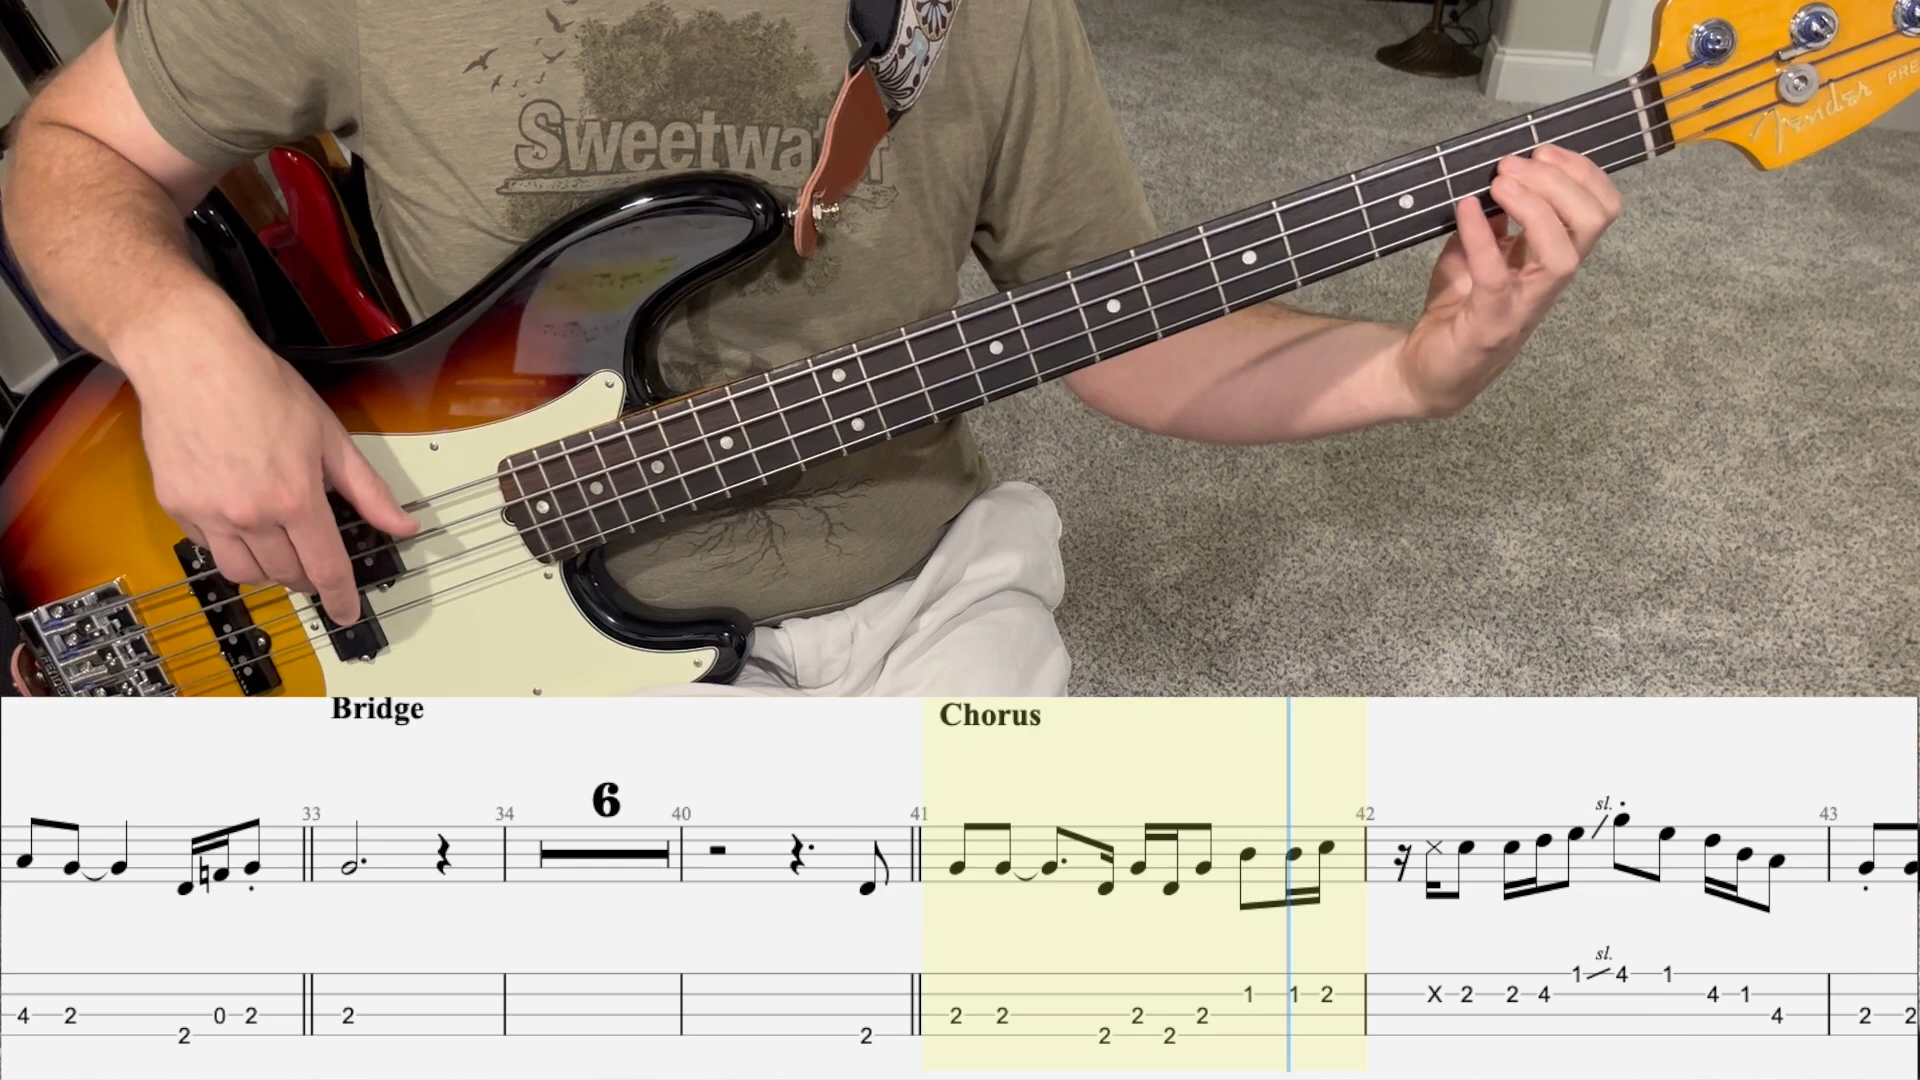 Sweetwater
Fender PRE
Bridge
Chorus
6
33 34 40 41 42 43
sl.
sl.
1 4 1
1 1 2 X 2 2 4 4 1
4 2 0 2 2 2 2 2 2 4 2 2
2 2 2 2